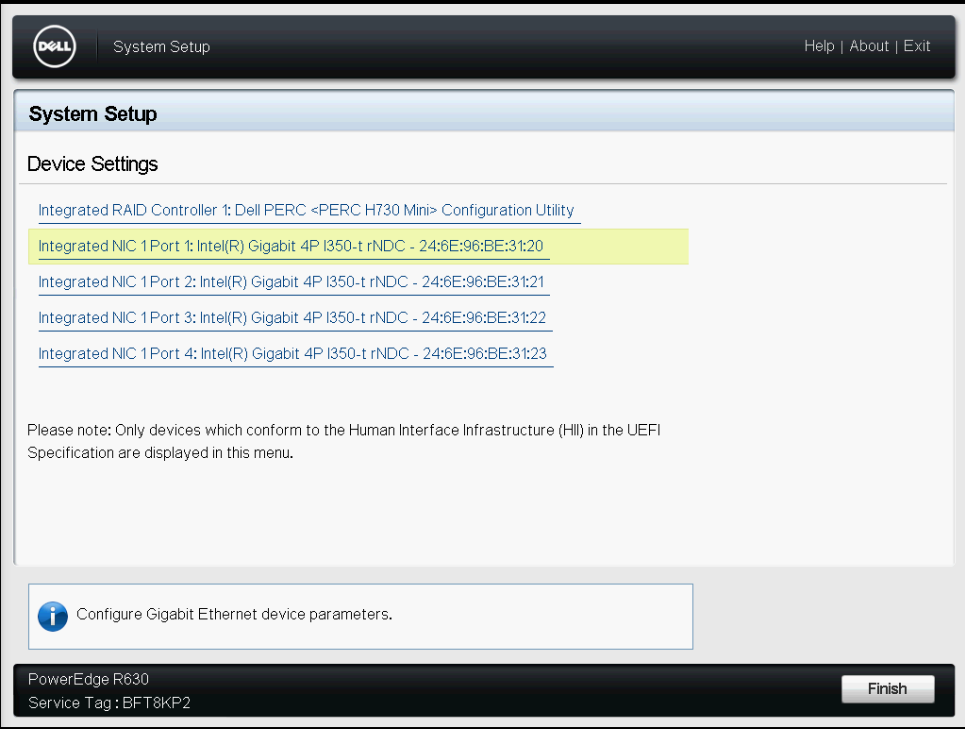 DELL
System Setup
Help | About | Exit
System Setup
Device Settings
Integrated RAID Controller 1: Dell PERC <PERC H730 Mini> Configuration Utility
Integrated NIC 1 Port 1: Intel(R) Gigabit 4P I350-t rNDC - 24:6E:96:BE:31:20
Integrated NIC 1 Port 2: Intel(R) Gigabit 4P I350-t rNDC - 24:6E:96:BE:31:21
Integrated NIC 1 Port 3: Intel(R) Gigabit 4P I350-t rNDC - 24:6E:96:BE:31:22
Integrated NIC 1 Port 4: Intel(R) Gigabit 4P I350-t rNDC - 24:6E:96:BE:31:23
Please note: Only devices which conform to the Human Interface Infrastructure (HII) in the UEFI
Specification are displayed in this menu.
Configure Gigabit Ethernet device parameters.
PowerEdge R630
Service Tag : BFT8KP2
Finish